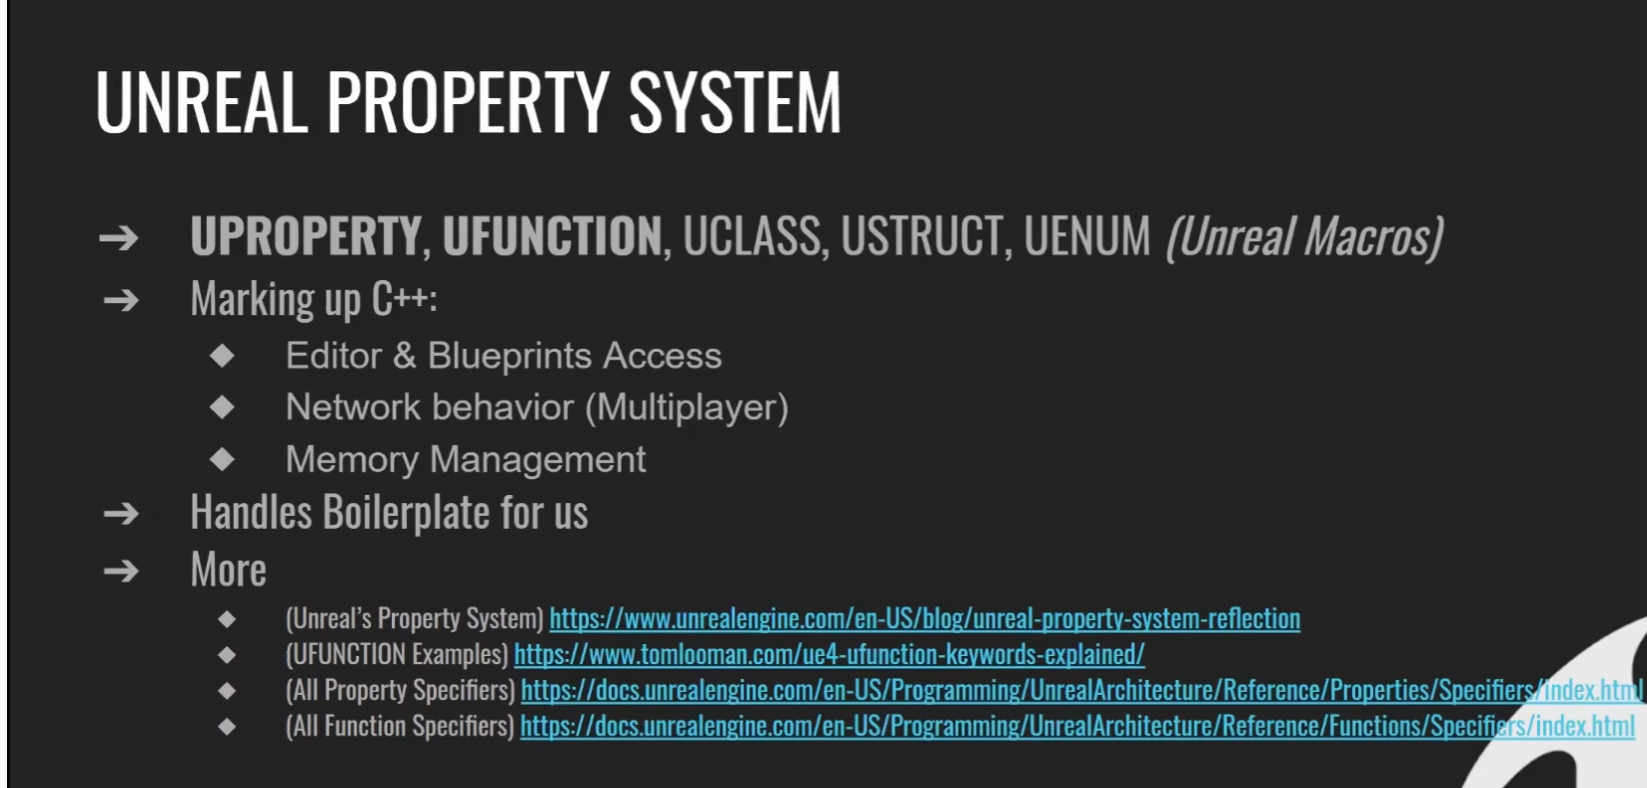 UNREAL PROPERTY SYSTEM
➔ UPROPERTY, UFUNCTION, UCLASS, USTRUCT, UENUM (Unreal Macros)
➔ Marking up C++:
◆ Editor & Blueprints Access
◆ Network behavior (Multiplayer)
◆ Memory Management
➔ Handles Boilerplate for us
➔ More
◆ (Unreal's Property System) https://www.unrealengine.com/en-US/blog/unreal-property-system-reflection
◆ (UFUNCTION Examples) https://www.tomlooman.com/ue4-ufunction-keywords-explained/
◆ (All Property Specifiers) https://docs.unrealengine.com/en-US/Programming/UnrealArchitecture/Reference/Properties/Specifiers/index.html
◆ (All Function Specifiers) https://docs.unrealengine.com/en-US/Programming/UnrealArchitecture/Reference/Functions/Specifiers/index.html